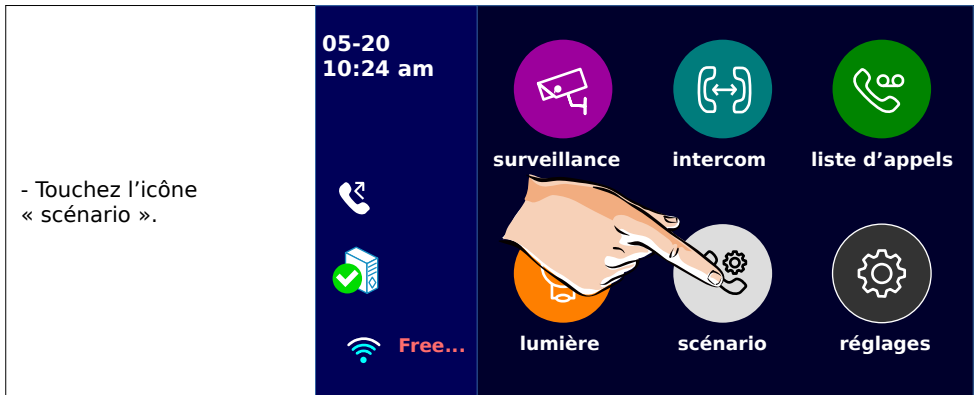 - Touchez l’icône
« scénario ».
05-20
10:24 am
Free...
surveillance
intercom
liste d’appels
lumière
scénario
réglages